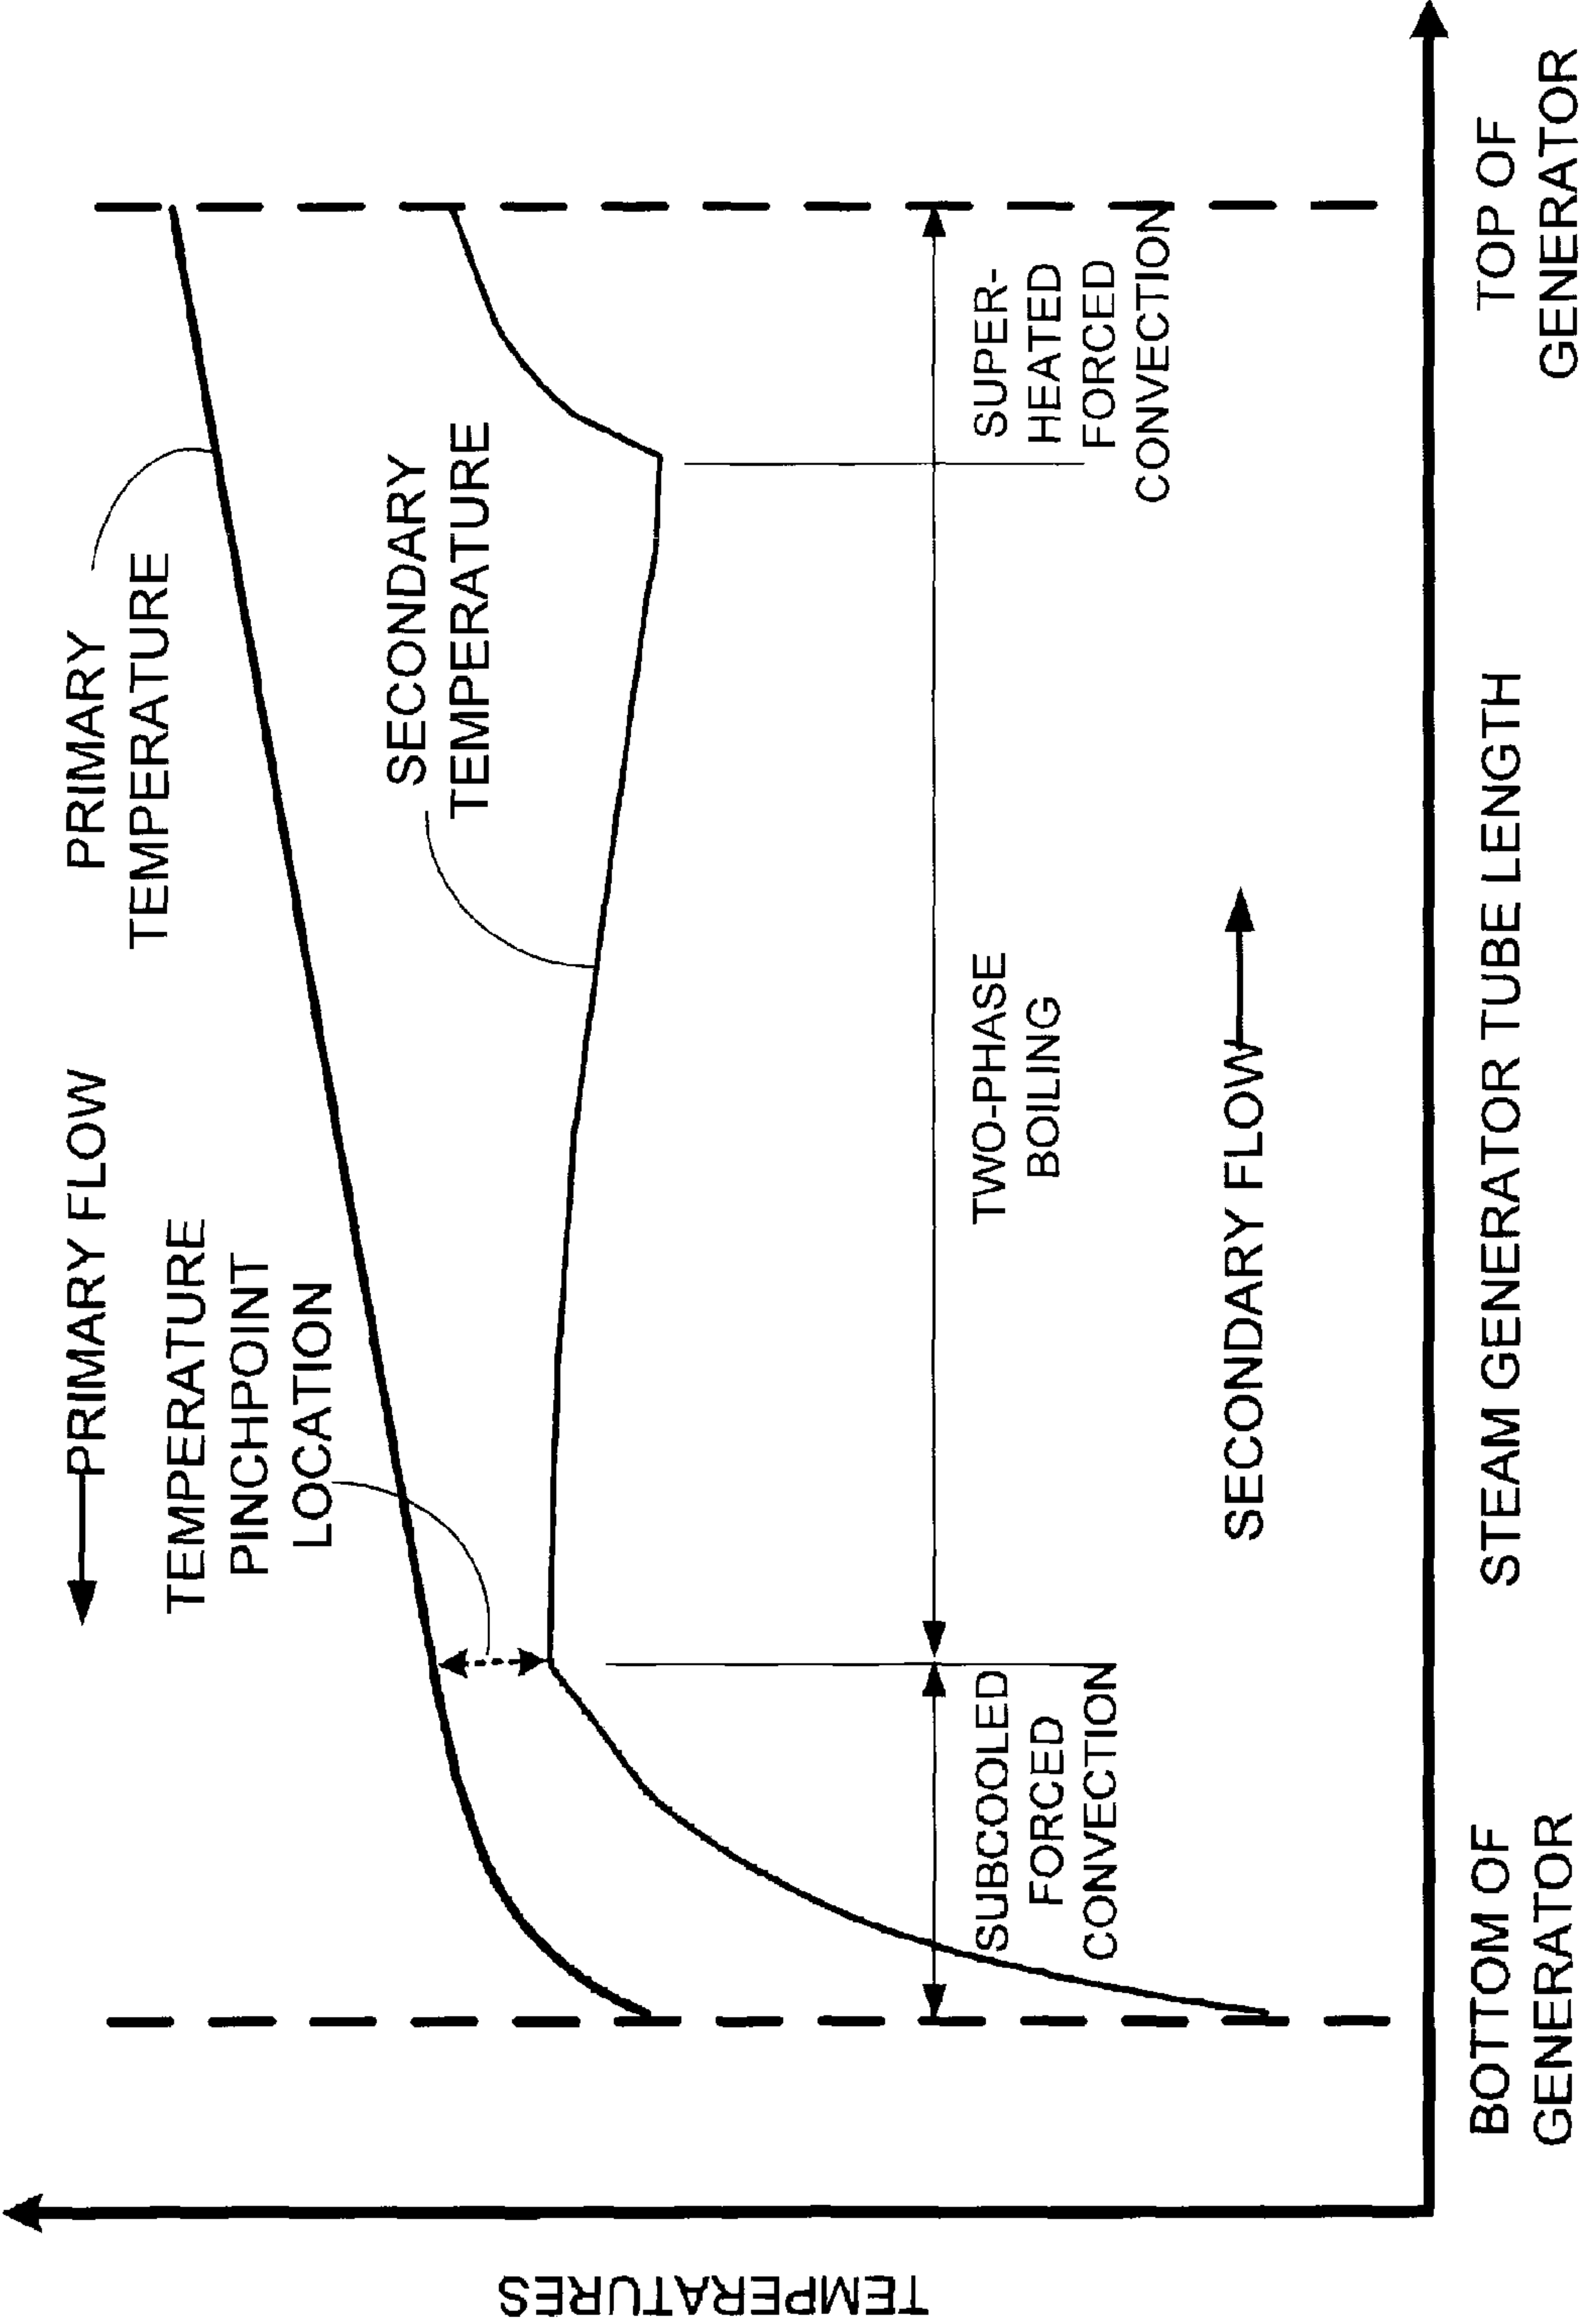 PRIMARY FLOW
PRIMARY
TEMPERATURE
TEMPERATURE
PINCHPOINT
LOCATION
SECONDARY
TEMPERATURE
SUBCOOLED
FORCED
CONVECTION
TWO-PHASE
BOILING
SUPER-
HEATED
FORCED
CONVECTION
SECONDARY FLOW
TEMPERATURES
BOTTOM OF
GENERATOR
STEAM GENERATOR TUBE LENGTH
TOP OF
GENERATOR